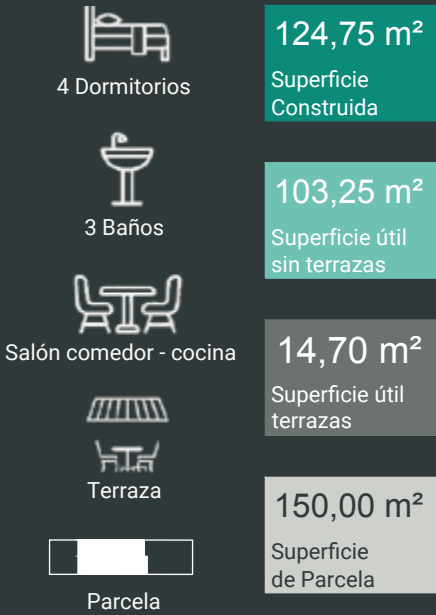 4 Dormitorios
3 Baños
Salón comedor - cocina
Terraza
Parcela
124,75 m²
Superficie
Construida
103,25 m²
Superficie útil
sin terrazas
14,70 m²
Superficie útil
terrazas
150,00 m²
Superficie
de Parcela